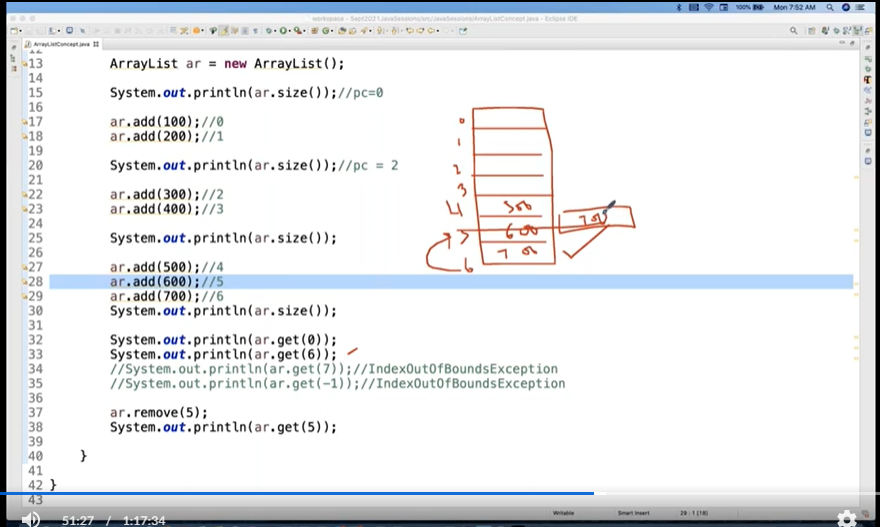 100% Mon 7:52 AM
workspace - Sept2021JavaSessions/src/JavaSessions/ArrayListConcept.java - Eclipse IDE
ArrayListConcept.java
13 ArrayList ar = new ArrayList();
14
15 System.out.println(ar.size());//pc=0
16
17 ar.add(100);//0
18 ar.add(200);//1
19
20 System.out.println(ar.size());//pc = 2
21
22 ar.add(300);//2
23 ar.add(400);//3
24
25 System.out.println(ar.size());
26
27 ar.add(500);//4
28 ar.add(600);//5
29 ar.add(700);//6
30 System.out.println(ar.size());
31
32 System.out.println(ar.get(0));
33 System.out.println(ar.get(6));
34 //System.out.println(ar.get(7));//IndexOutOfBoundsException
35 //System.out.println(ar.get(-1));//IndexOutOfBoundsException
36
37 ar.remove(5);
38 System.out.println(ar.get(5));
39
40 }
41
42 }
43
0
1
2
3
4 500
5 600 700
6 700
Writable Smart Insert 29 : 1 [18]
51:27 / 1:17:34